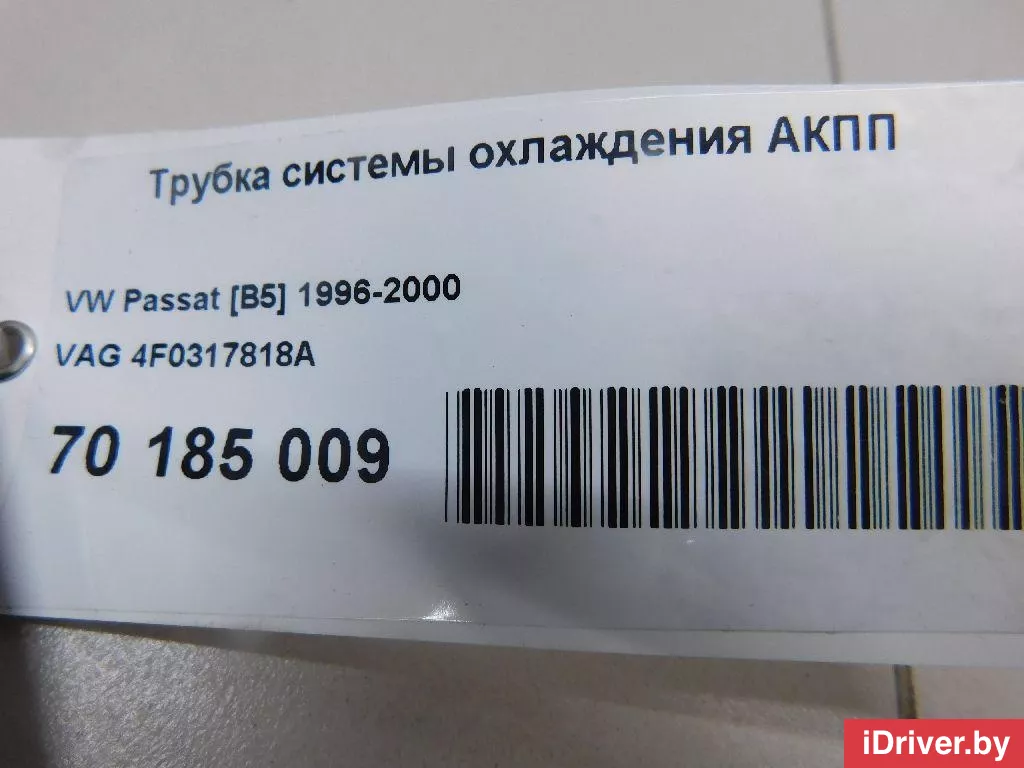 Трубка системы охлаждения АКПП
VW Passat [B5] 1996-2000
VAG 4F0317818A
70 185 009
iDriver.by